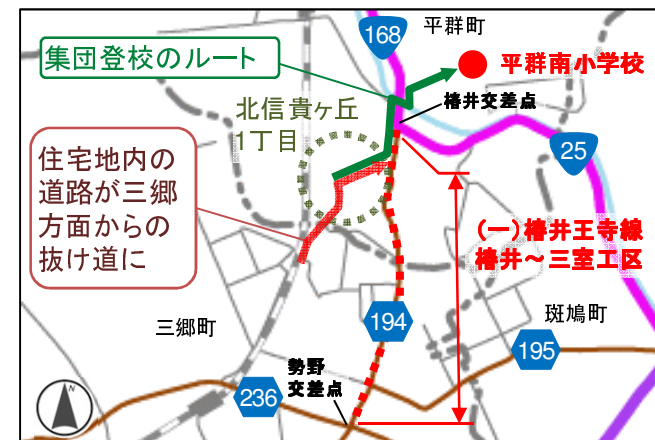 平群町
168
集団登校のルート
平群南小学校
椿井交差点
北信貴ヶ丘
1丁目
25
住宅地内の
道路が三郷
方面からの
抜け道に
(一)椿井王寺線
椿井～三室工区
三郷町
194
斑鳩町
195
勢野
交差点
236
N